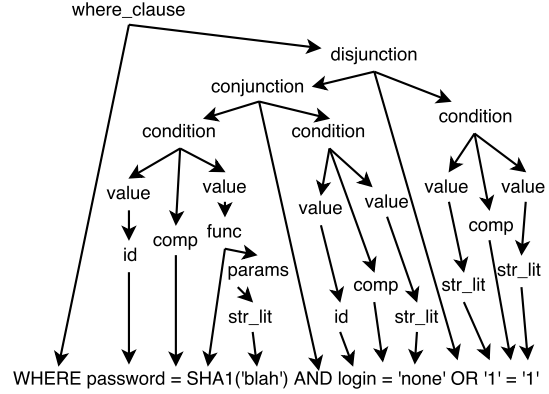 where_clause
disjunction
conjunction
condition
condition condition
value value
value value
value value
func
id comp
comp
params
str_lit
comp
str_lit
id str_lit
str_lit
WHERE password = SHA1('blah') AND login = 'none' OR '1' = '1'